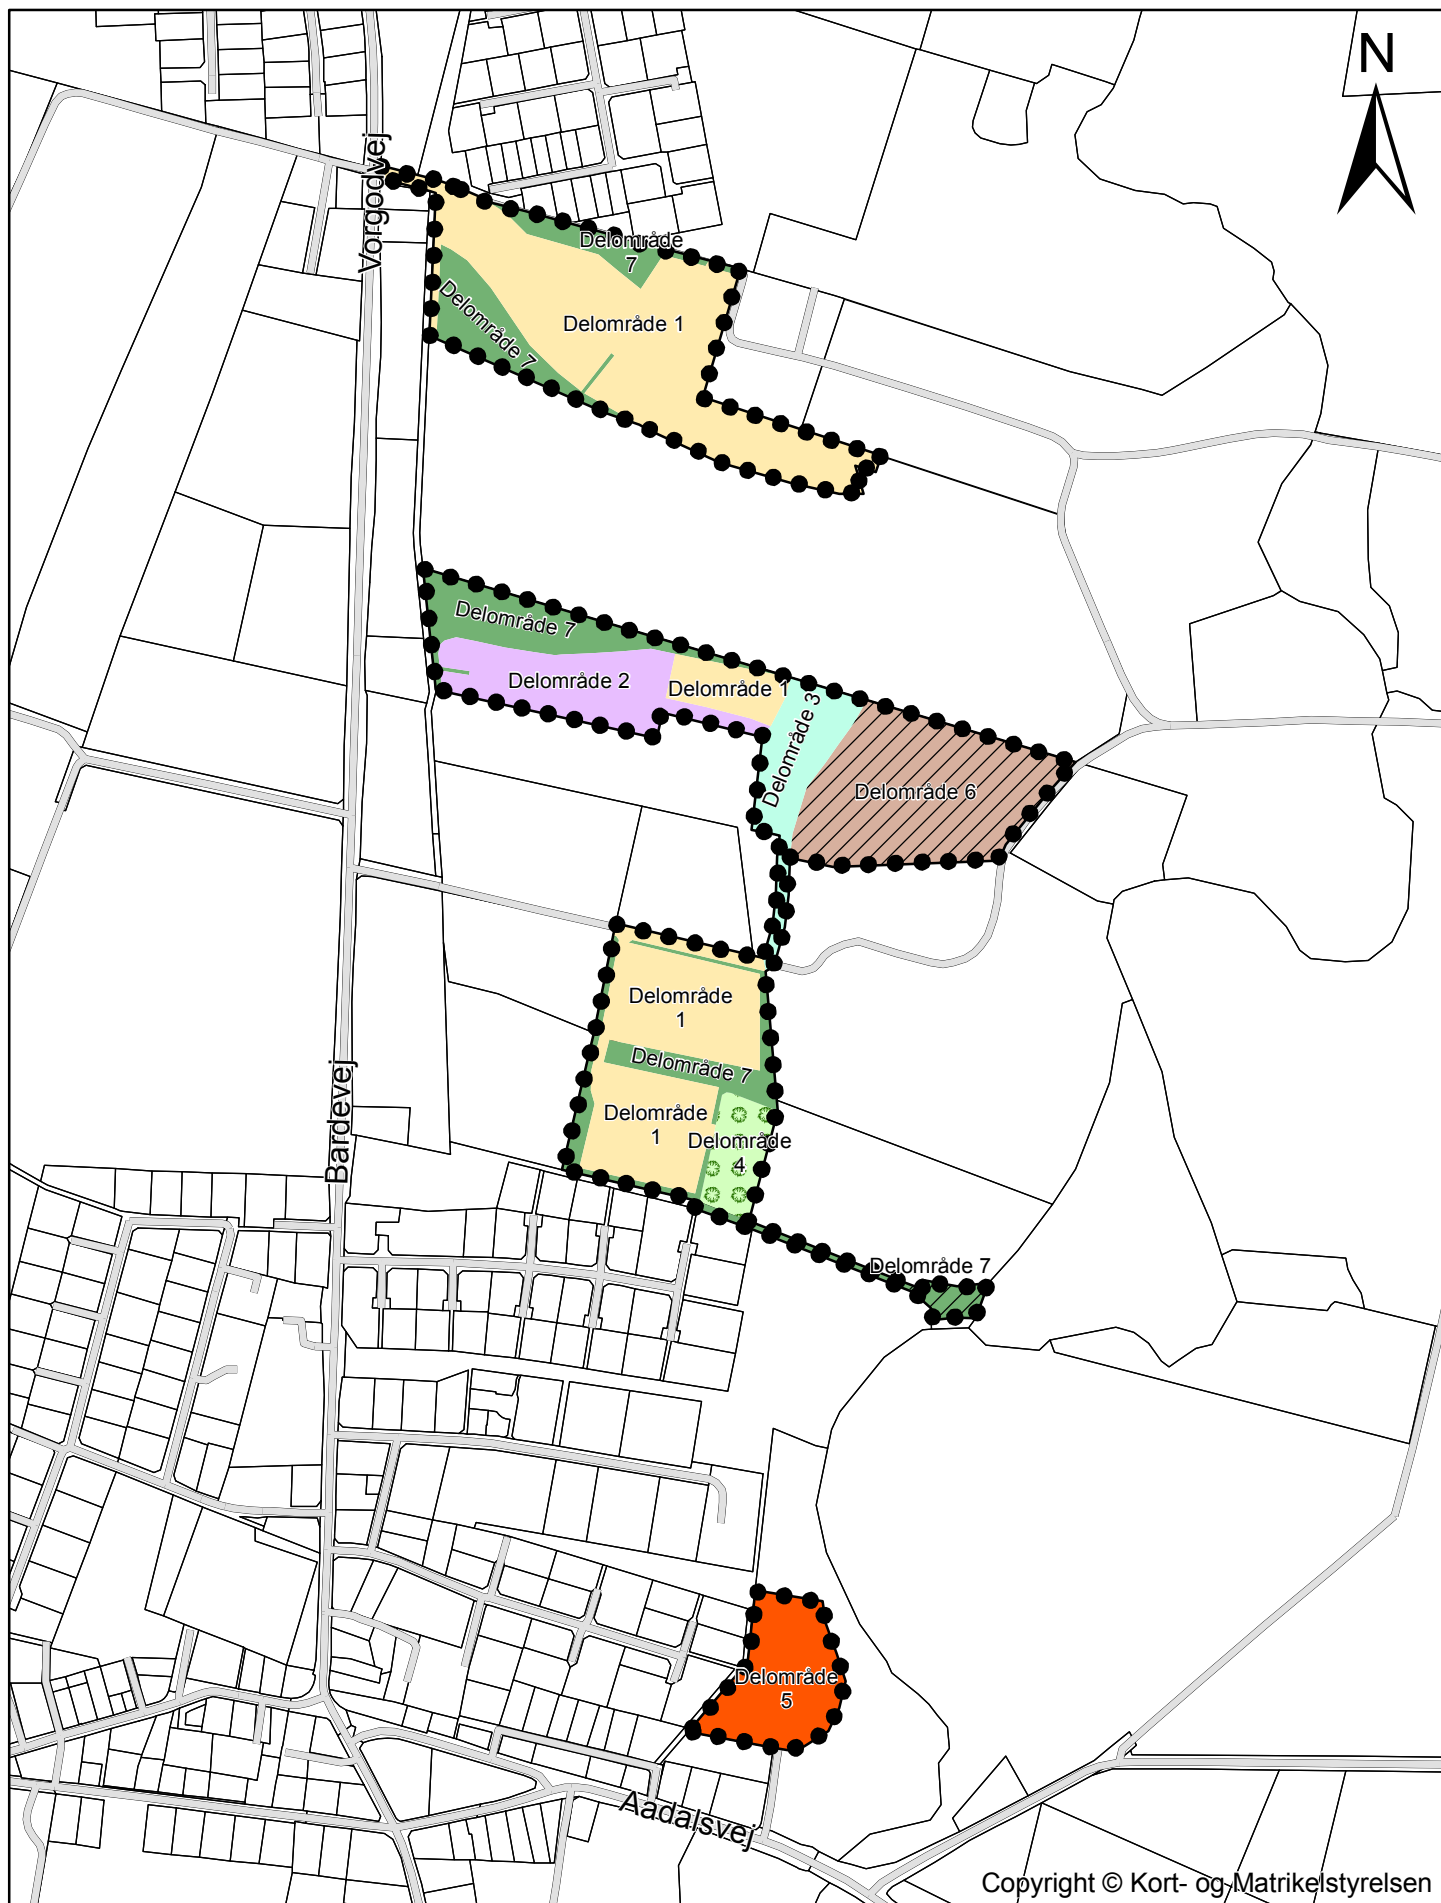 N
Vorgodvej
Delområde
7
Delområde 7
Delområde 1
Delområde 7
Delområde 2
Delområde 1
Delområde 3
Delområde 6
Delområde
1
Delområde 7
Delområde
1
Delområde
4
Bardevej
Delområde 7
Delområde
5
Aadalsvej
Copyright © Kort- og Matrikelstyrelsen